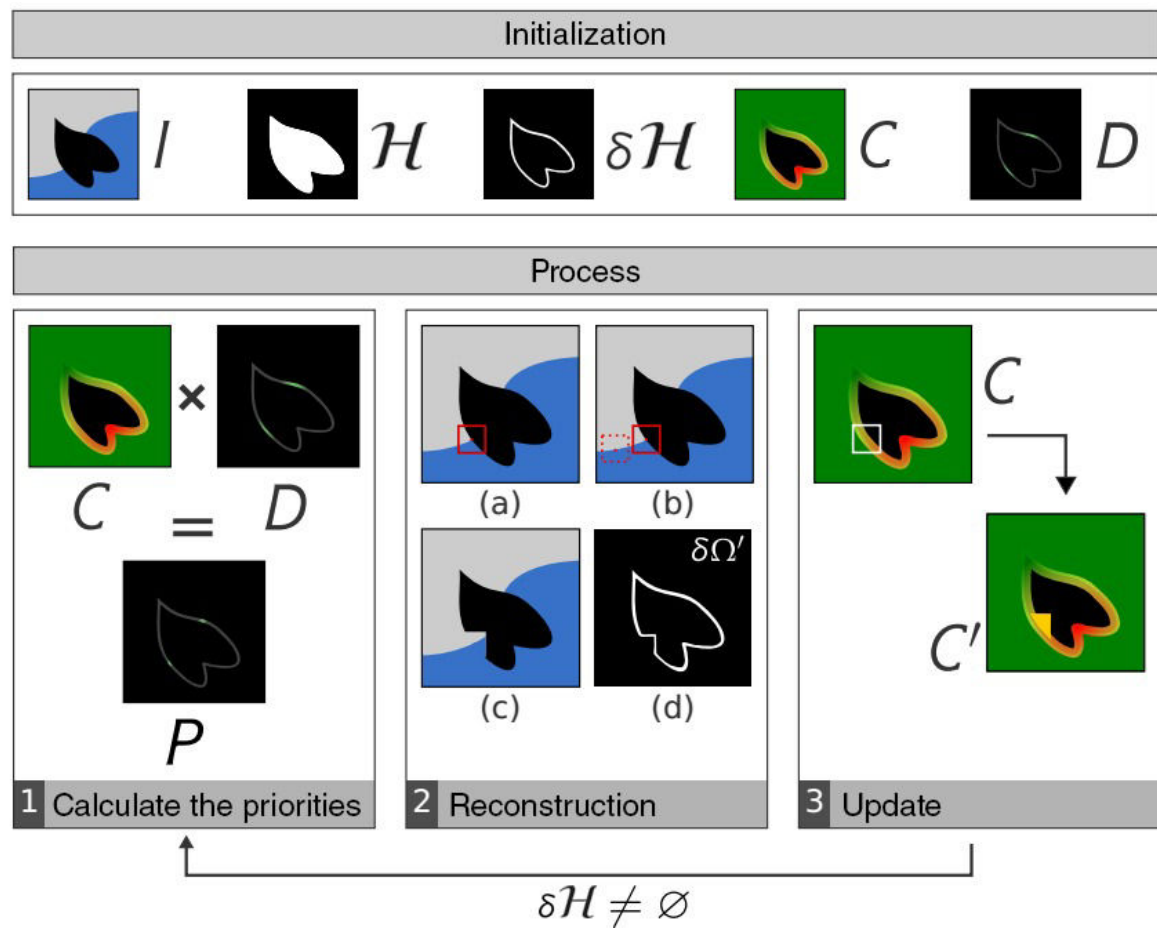 Initialization
I ℋ δℋ C D
Process
C × D
=
P
1 Calculate the priorities
(a) (b)
δΩ′
(c) (d)
2 Reconstruction
C
C′
3 Update
δℋ ≠ ∅